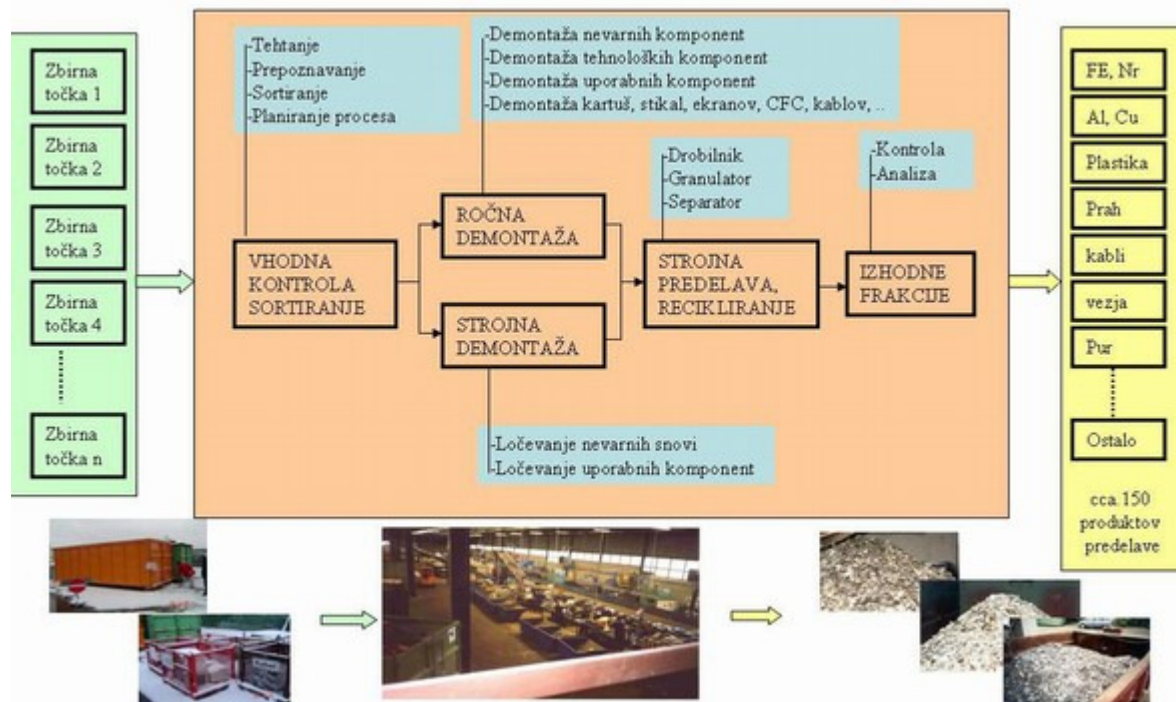 Zbirna
točka 1
Zbirna
točka 2
Zbirna
točka 3
Zbirna
točka 4
Zbirna
točka n
-Tehtanje
-Prepoznavanje
-Sortiranje
-Planiranje procesa
-Demontaža nevarnih komponent
-Demontaža tehnoloških komponent
-Demontaža uporabnih komponent
-Demontaža kartuš, stikal, ekranov, CFC, kablov, ..
-Drobilnik
-Granulator
-Separator
-Kontrola
-Analiza
VHODNA
KONTROLA
SORTIRANJE
ROČNA
DEMONTAŽA
STROJNA
DEMONTAŽA
STROJNA
PREDELAVA,
RECIKLIRANJE
IZHODNE
FRAKCIJE
-Ločevanje nevarnih snovi
-Ločevanje uporabnih komponent
FE, Nr
Al, Cu
Plastika
Prah
kabli
vezja
Pur
Ostalo
cca.150
produktov
predelave